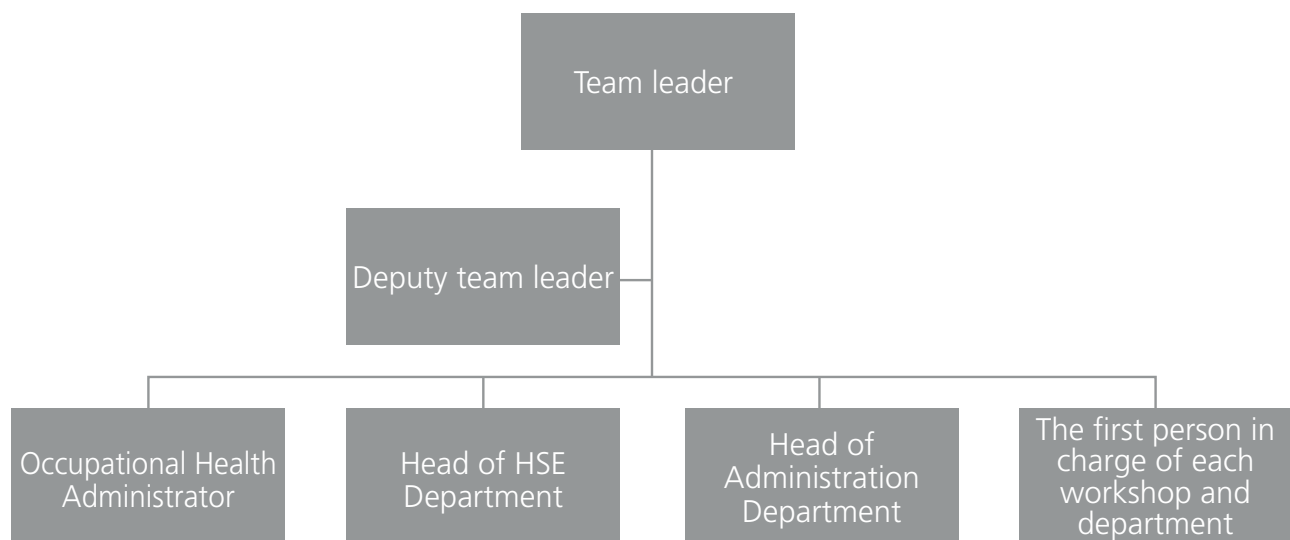 Team leader
Deputy team leader
Occupational Health
Administrator
Head of HSE
Department
Head of
Administration
Department
The first person in
charge of each
workshop and
department